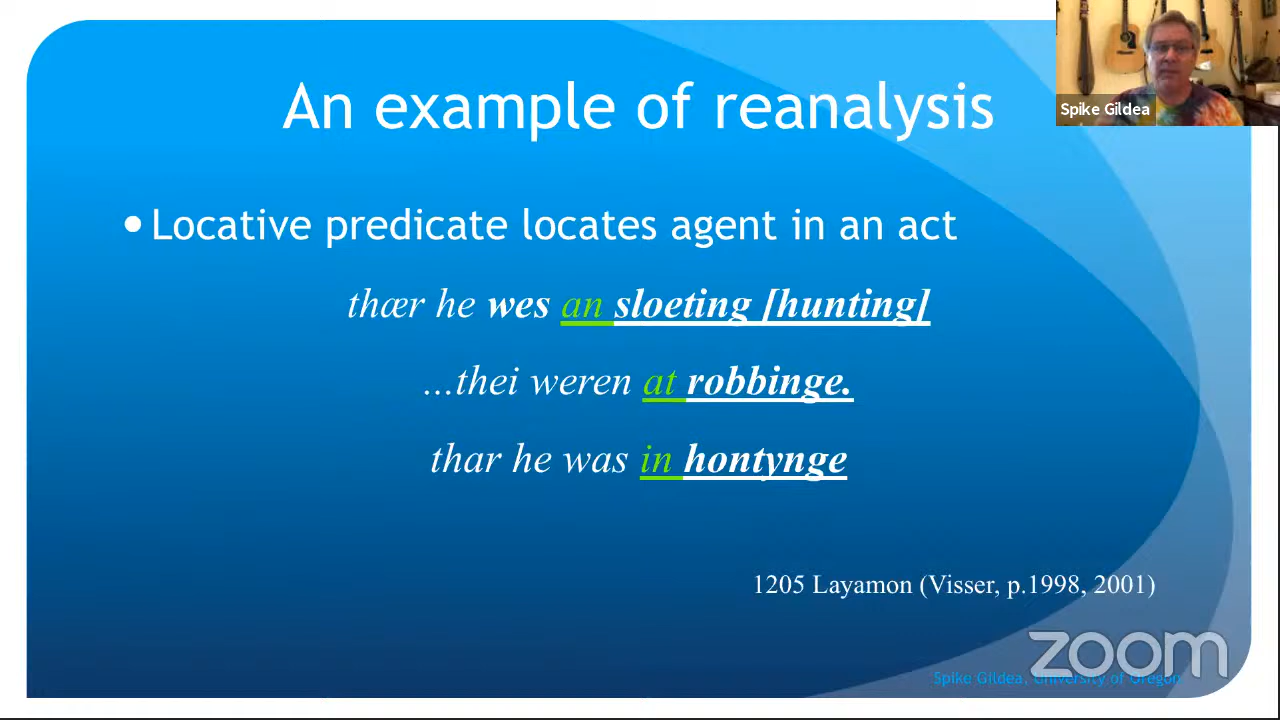 An example of reanalysis
Spike Gildea
• Locative predicate locates agent in an act
thær he wes an sloeting [hunting]
...thei weren at robbinge.
thar he was in hontynge
1205 Layamon (Visser, p.1998, 2001)
zoom
Spike Gildea, University of Oregon